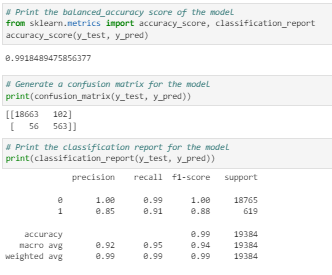 # Print the balanced_accuracy score of the model
from sklearn.metrics import accuracy_score, classification_report
accuracy_score(y_test, y_pred)
0.9918489475856377
# Generate a confusion matrix for the model
print(confusion_matrix(y_test, y_pred))
[[18663   102]
 [   56   563]]
# Print the classification report for the model
print(classification_report(y_test, y_pred))
precision    recall  f1-score   support
0       1.00      0.99      1.00     18765
1       0.85      0.91      0.88       619
accuracy                           0.99     19384
macro avg       0.92      0.95      0.94     19384
weighted avg       0.99      0.99      0.99     19384